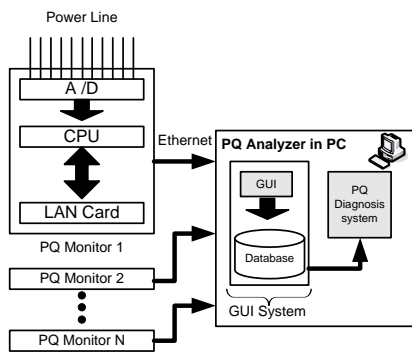 Power Line
A /D
CPU
LAN Card
PQ Monitor 1
PQ Monitor 2
PQ Monitor N
Ethernet
PQ Analyzer in PC
GUI
Database
GUI System
PQ
Diagnosis
system